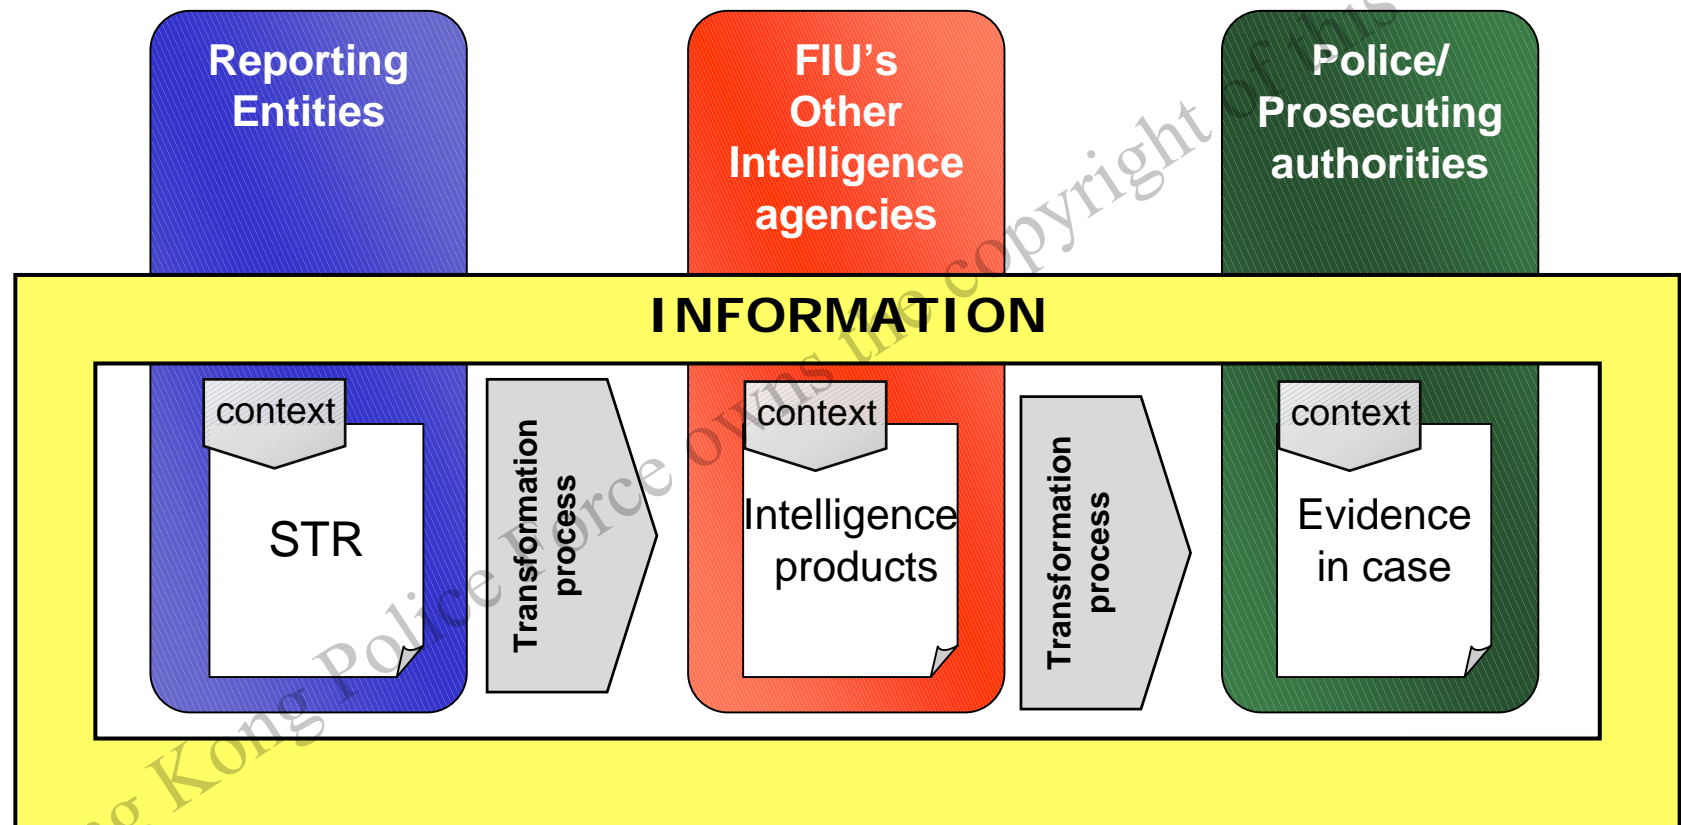 Reporting
Entities
FIU's
Other
Intelligence
agencies
Police/
Prosecuting
authorities
INFORMATION
context
STR
Transformation
process
context
Intelligence
products
Transformation
process
context
Evidence
in case
Kong Police Force owns the copyright of this